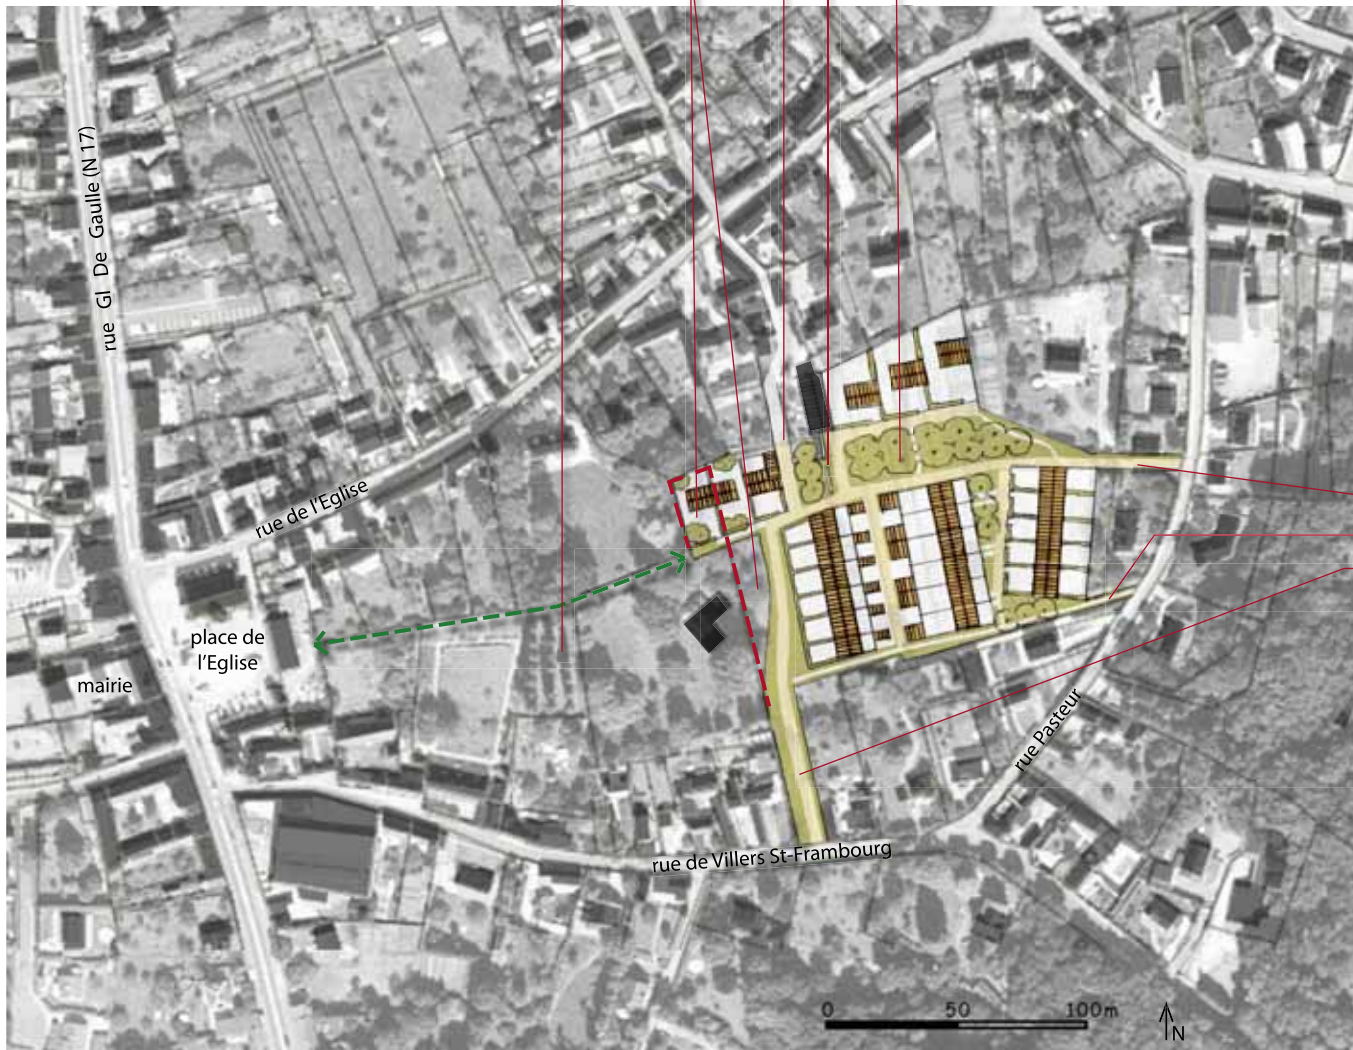 rue Gl De Gaulle (N 17)
rue de l'Eglise
place de
l'Eglise
mairie
rue Pasteur
rue de Villers St-Frambourg
0 50 100m
N